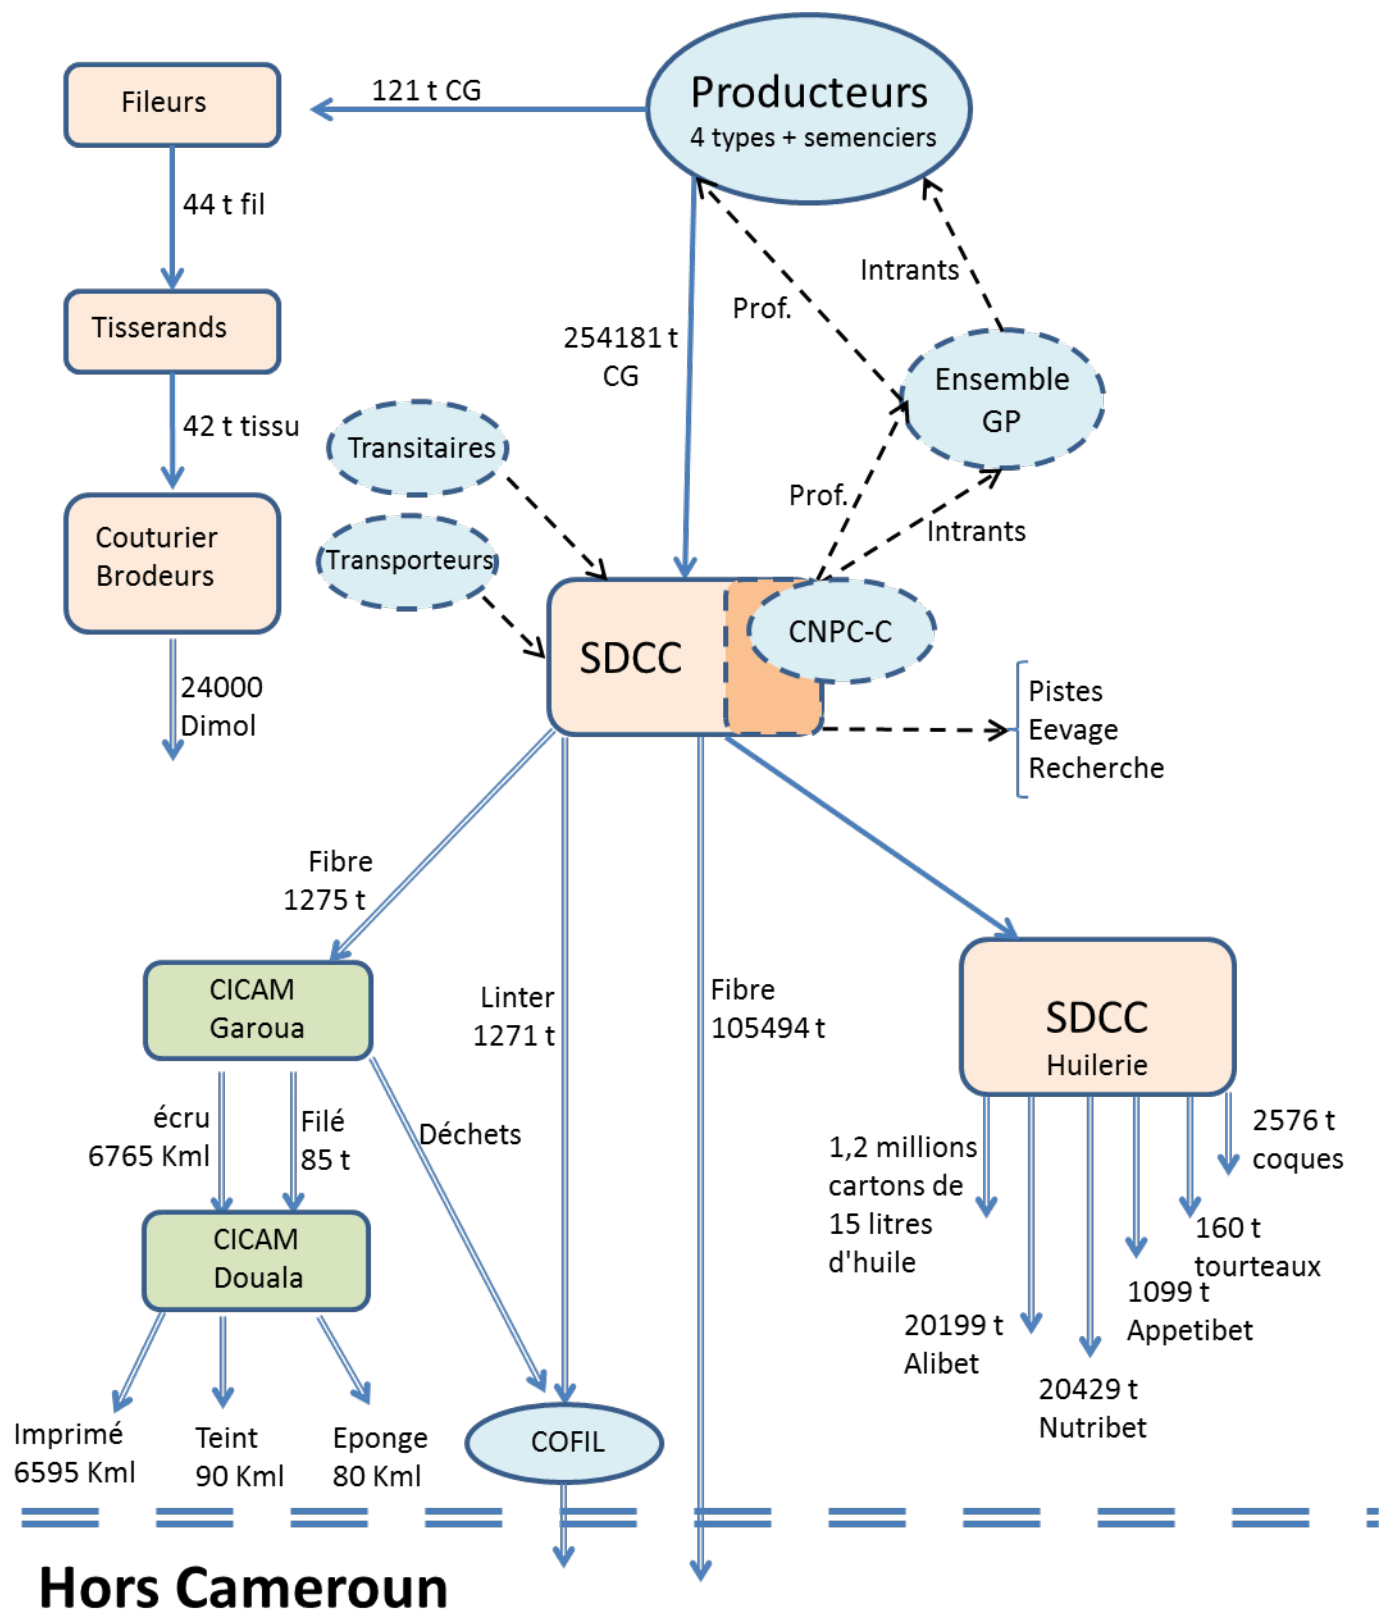 Producteurs
4 types + semenciers
121 t CG
Fileurs
44 t fil
Tisserands
42 t tissu
Couturier
Brodeurs
24000
Dimol
254181 t
CG
Prof.
Intrants
Ensemble
GP
Prof.
Intrants
Transitaires
Transporteurs
SDCC
CNPC-C
Pistes
Eevage
Recherche
Fibre
1275 t
CICAM
Garoua
écru
6765 Kml
Filé
85 t
Déchets
CICAM
Douala
Imprimé
6595 Kml
Teint
90 Kml
Eponge
80 Kml
Linter
1271 t
COFIL
Fibre
105494 t
SDCC
Huilerie
1,2 millions
cartons de
15 litres
d'huile
20199 t
Alibet
20429 t
Nutribet
1099 t
Appetibet
160 t
tourteaux
2576 t
coques
Hors Cameroun